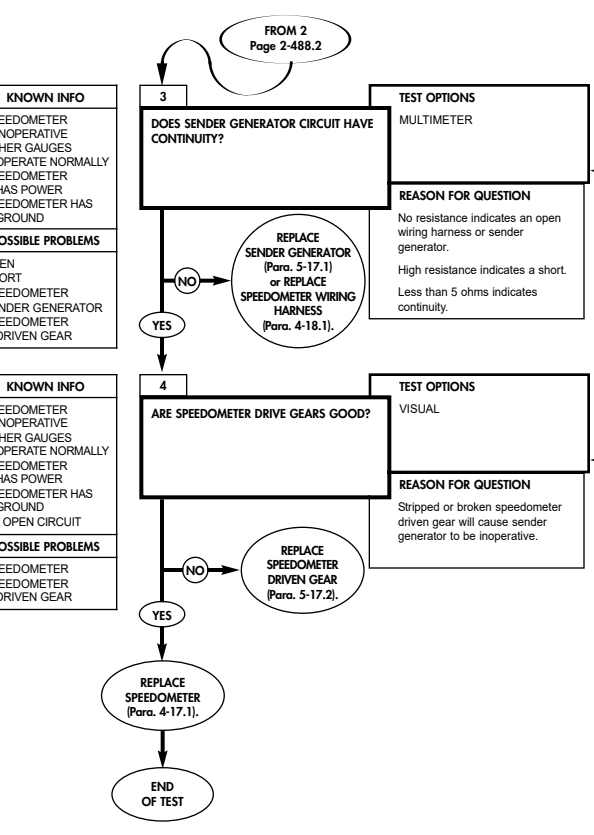 FROM 2
Page 2-488.2
KNOWN INFO
EEDOMETER
NOPERATIVE
HER GAUGES
OPERATE NORMALLY
EEDOMETER
HAS POWER
EEDOMETER HAS
GROUND
OSSIBLE PROBLEMS
EN
ORT
EEDOMETER
NDER GENERATOR
EEDOMETER
DRIVEN GEAR
3
DOES SENDER GENERATOR CIRCUIT HAVE
CONTINUITY?
TEST OPTIONS
MULTIMETER
REASON FOR QUESTION
No resistance indicates an open
wiring harness or sender
generator.
High resistance indicates a short.
Less than 5 ohms indicates
continuity.
NO
REPLACE
SENDER GENERATOR
(Para. 5-17.1)
or REPLACE
SPEEDOMETER WIRING
HARNESS
(Para. 4-18.1).
YES
KNOWN INFO
EEDOMETER
NOPERATIVE
HER GAUGES
OPERATE NORMALLY
EEDOMETER
HAS POWER
EEDOMETER HAS
GROUND
OPEN CIRCUIT
OSSIBLE PROBLEMS
EEDOMETER
EEDOMETER
DRIVEN GEAR
4
ARE SPEEDOMETER DRIVE GEARS GOOD?
TEST OPTIONS
VISUAL
REASON FOR QUESTION
Stripped or broken speedometer
driven gear will cause sender
generator to be inoperative.
NO
REPLACE
SPEEDOMETER
DRIVEN GEAR
(Para. 5-17.2).
YES
REPLACE
SPEEDOMETER
(Para. 4-17.1).
END
OF TEST